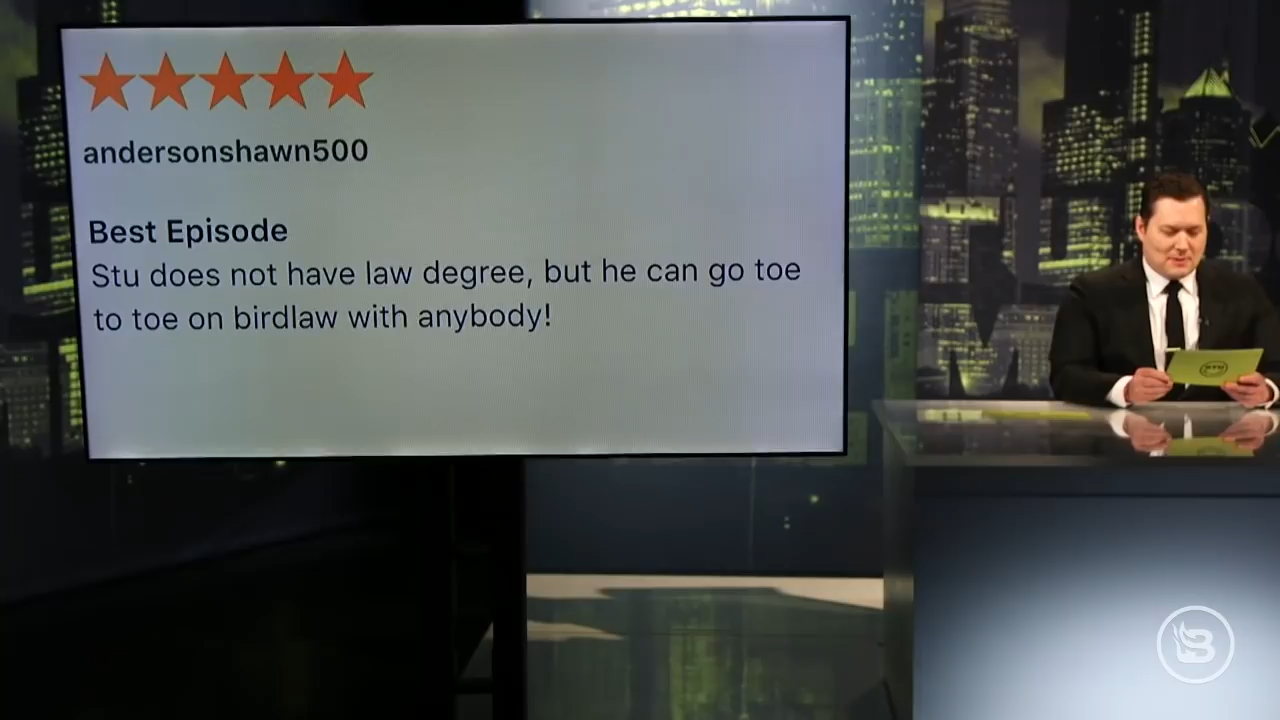 andersonshawn500
Best Episode
Stu does not have law degree, but he can go toe
to toe on birdlaw with anybody!
STU
B